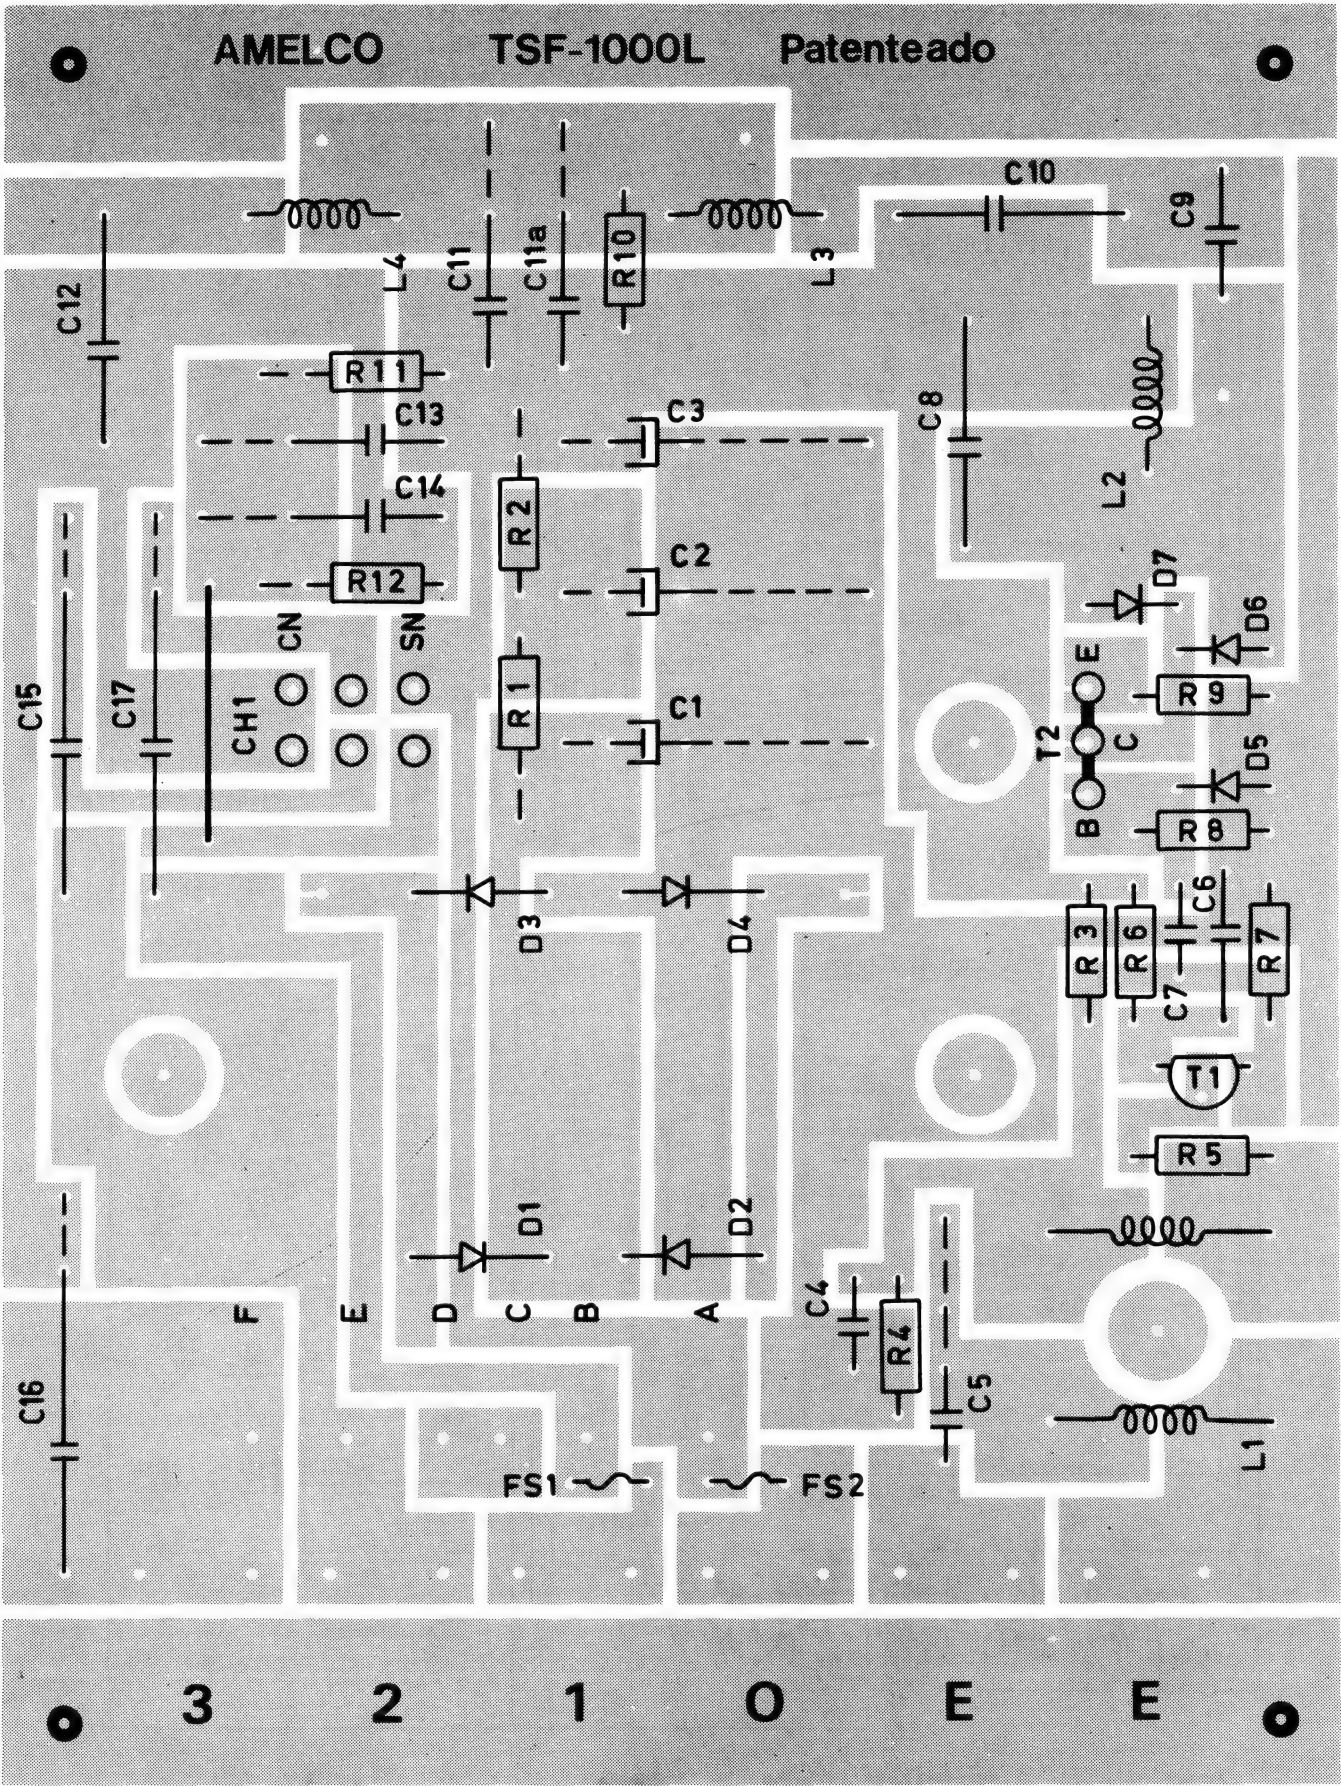 AMELCO TSF-1000L Patenteado
C10
C9
L4
C11
C11a
R10
L3
C12
R11
C13
C3
C8
C14
L2
R2
R12
C2
D7
CN
SN
D6
E
C15
C17
CH1
R1
C1
R9
T2
C
D5
B
R8
D3
D4
R3
R6
C7
C6
R7
T1
R5
D1
D2
F
E
D
C
B
A
C4
R4
C16
C5
L1
FS1
FS2
3 2 1 O E E